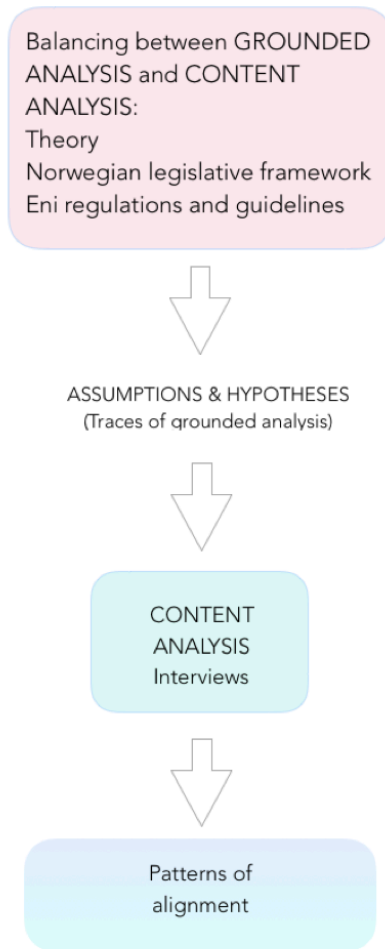 Balancing between GROUNDED
ANALYSIS and CONTENT
ANALYSIS:
Theory
Norwegian legislative framework
Eni regulations and guidelines
ASSUMPTIONS & HYPOTHESES
(Traces of grounded analysis)
CONTENT
ANALYSIS
Interviews
Patterns of
alignment